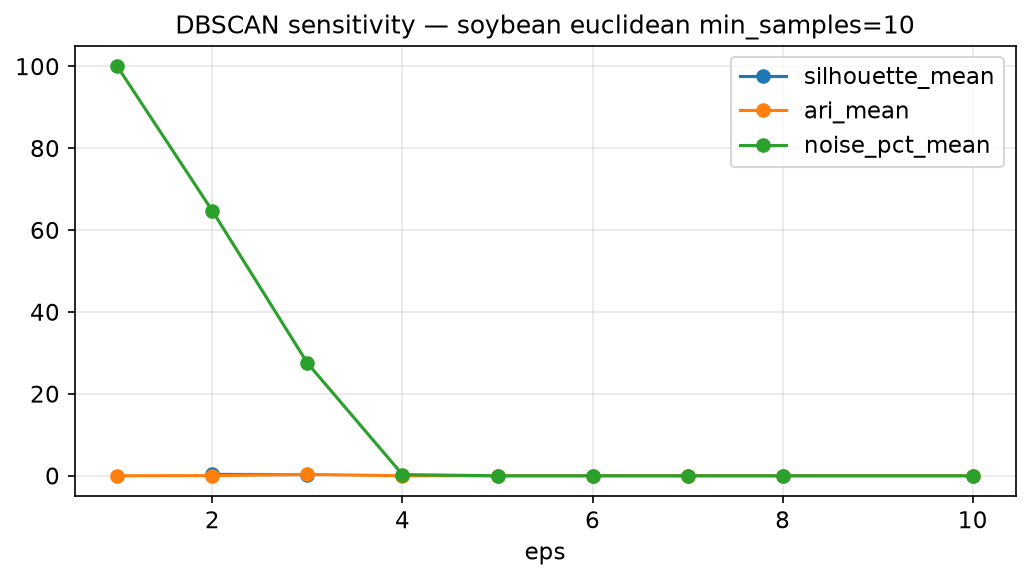 DBSCAN sensitivity — soybean euclidean min_samples=10
silhouette_mean
ari_mean
noise_pct_mean
100
80
60
40
20
0
2 4 6 8 10
eps